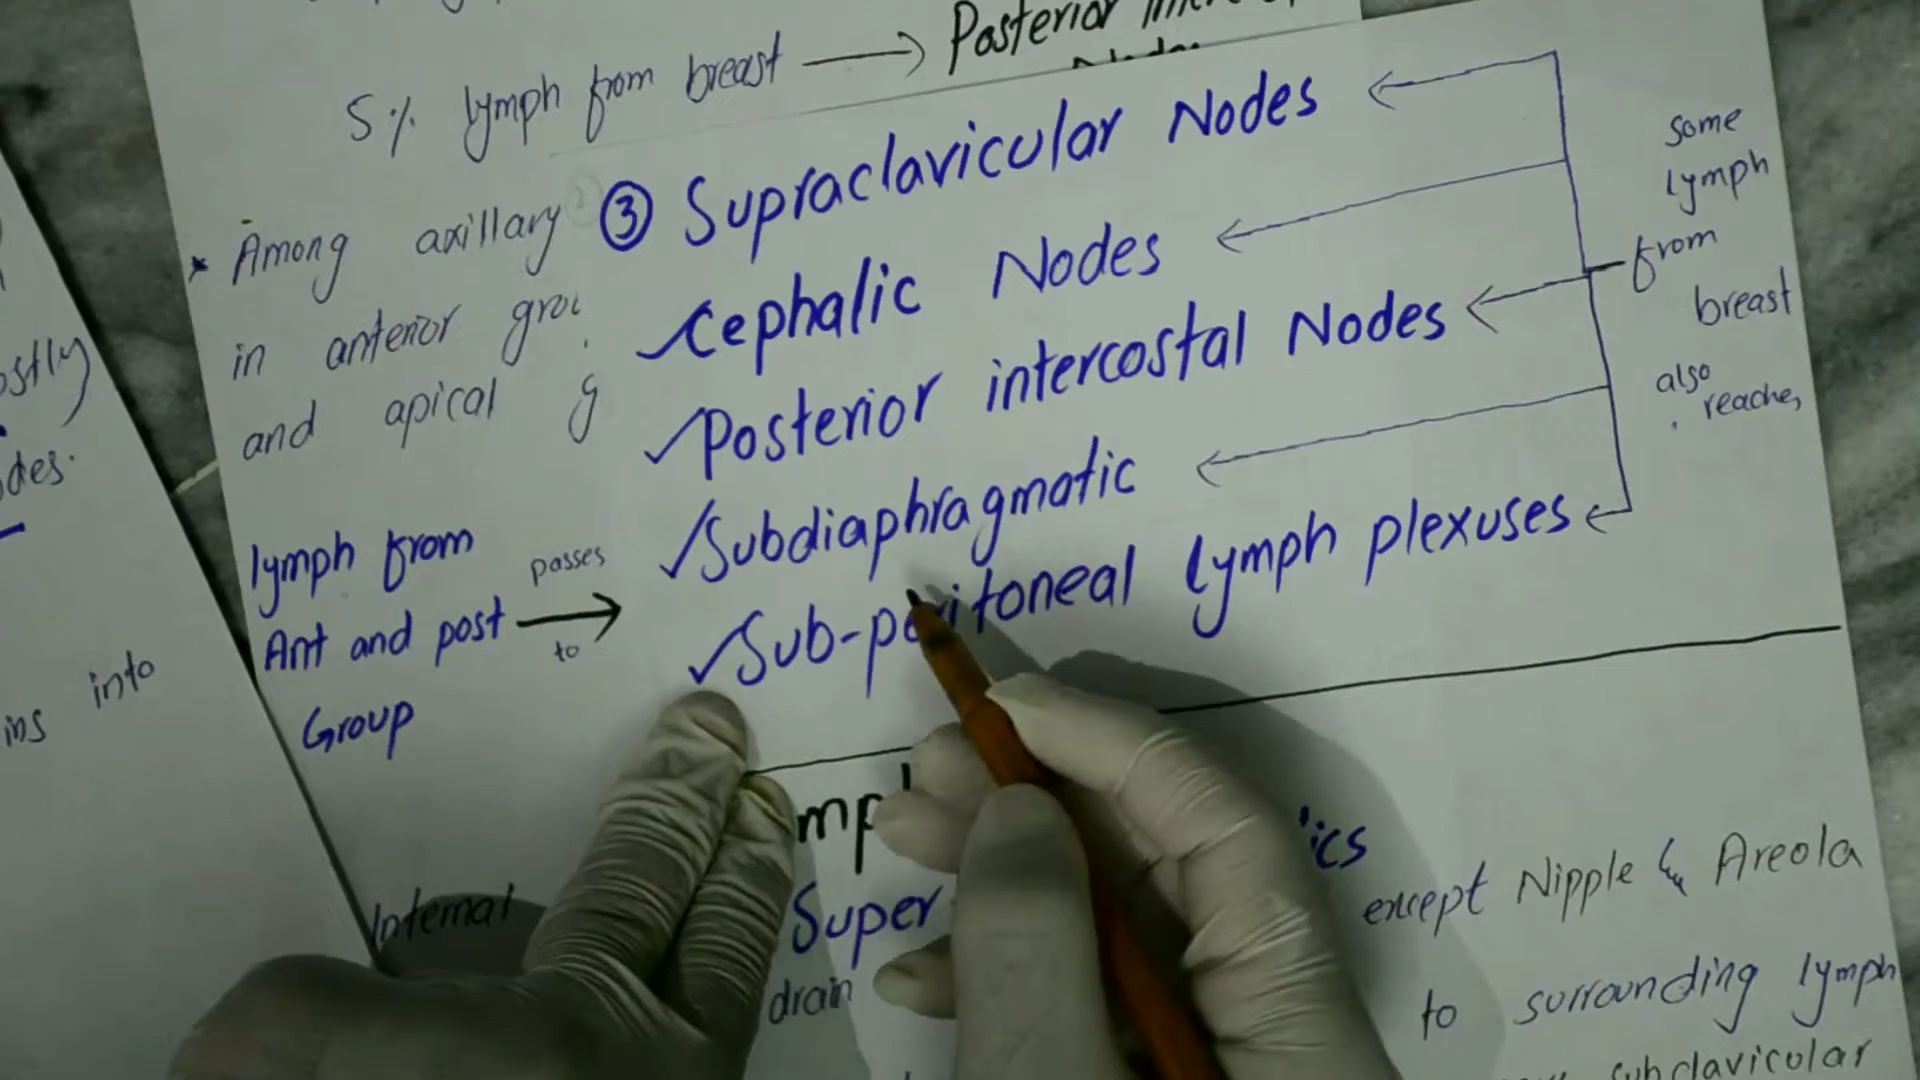 5% lymph from breast → Posterior
③ Supraclavicular Nodes
Cephalic Nodes
Posterior intercostal Nodes
Subdiaphragmatic
Sub-peritoneal lymph plexuses
some
lymph
from
breast
also
reaches
* Among axillary
in anterior
and apical
lymph from
Ant and post
Group
passes
to
into
Internal
Super
drain
except Nipple & Areola
to surrounding lymph
subclavicular